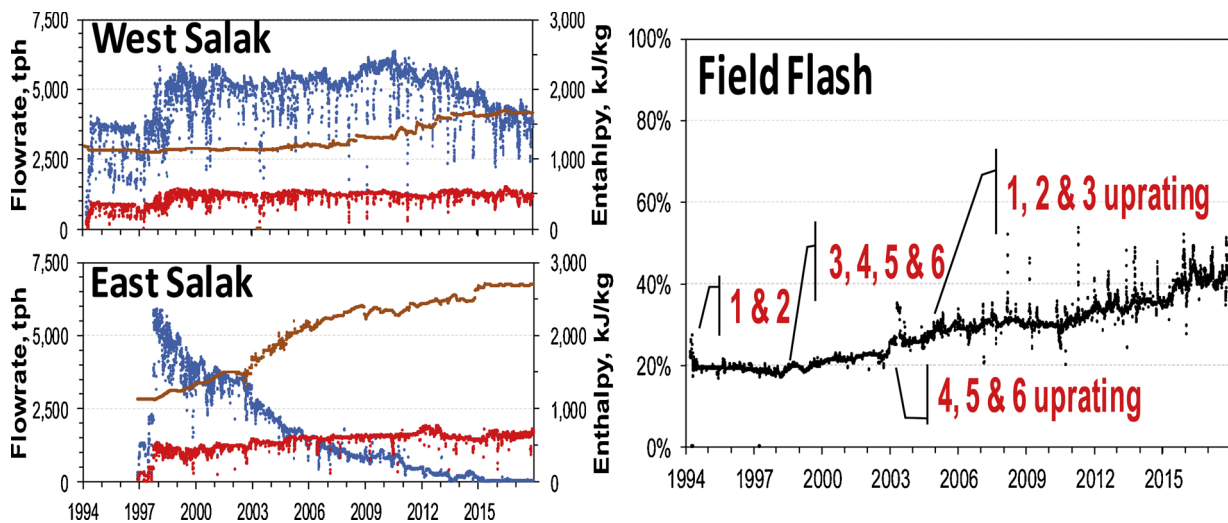 West Salak
Flowrate, tph
7,500
5,000
2,500
0
3,000
2,000
1,000
0
Entahlpy, kJ/kg
East Salak
Flowrate, tph
7,500
5,000
2,500
0
3,000
2,000
1,000
0
Enthalpy, kJ/kg
1994 1997 2000 2003 2006 2009 2012 2015
Field Flash
100%
80%
60%
40%
20%
0%
1, 2 & 3 uprating
3, 4, 5 & 6
1 & 2
4, 5 & 6 uprating
1994 1997 2000 2003 2006 2009 2012 2015